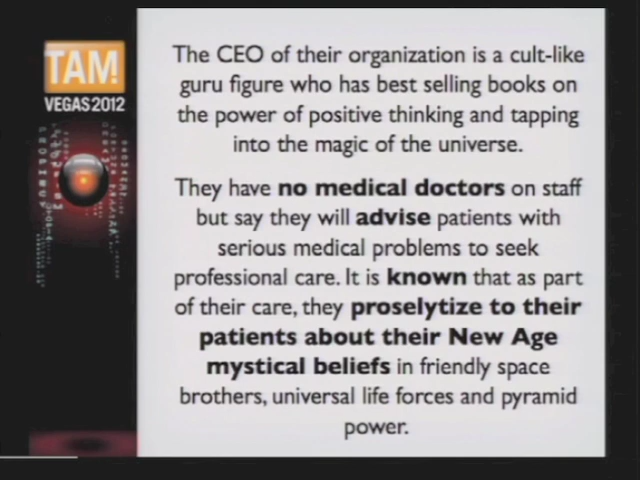 TAM!
VEGAS2012
The CEO of their organization is a cult-like
guru figure who has best selling books on
the power of positive thinking and tapping
into the magic of the universe.
They have no medical doctors on staff
but say they will advise patients with
serious medical problems to seek
professional care. It is known that as part
of their care, they proselytize to their
patients about their New Age
mystical beliefs in friendly space
brothers, universal life forces and pyramid
power.